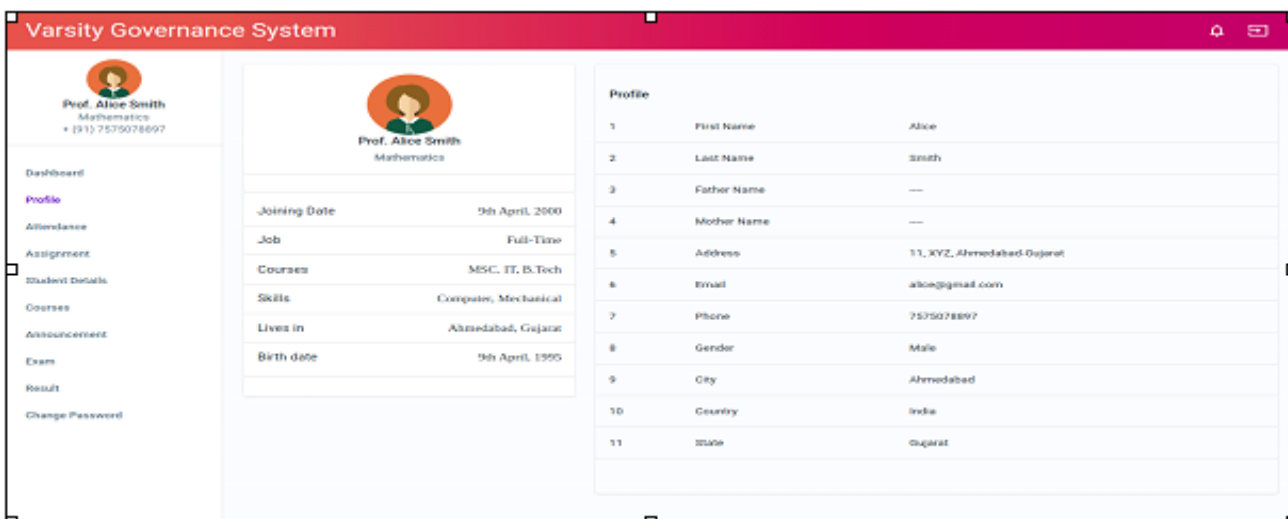 Varsity Governance System
Prof. Alice Smith
Mathematics
+ (91) 7575078897
Dashboard
Profile
Attendance
Assignment
Student Details
Courses
Announcement
Exam
Result
Change Password
Prof. Alice Smith
Mathematics
Joining Date 9th April, 2000
Job Full-Time
Courses MSC. IT, B.Tech
Skills Computer, Mechanical
Lives in Ahmedabad, Gujarat
Birth date 9th April, 1995
Profile
1 First Name Alice
2 Last Name Smith
3 Father Name ---
4 Mother Name ---
5 Address 11, XYZ, Ahmedabad-Gujarat
6 Email alice@gmail.com
7 Phone 7575078897
8 Gender Male
9 City Ahmedabad
10 Country India
11 State Gujarat